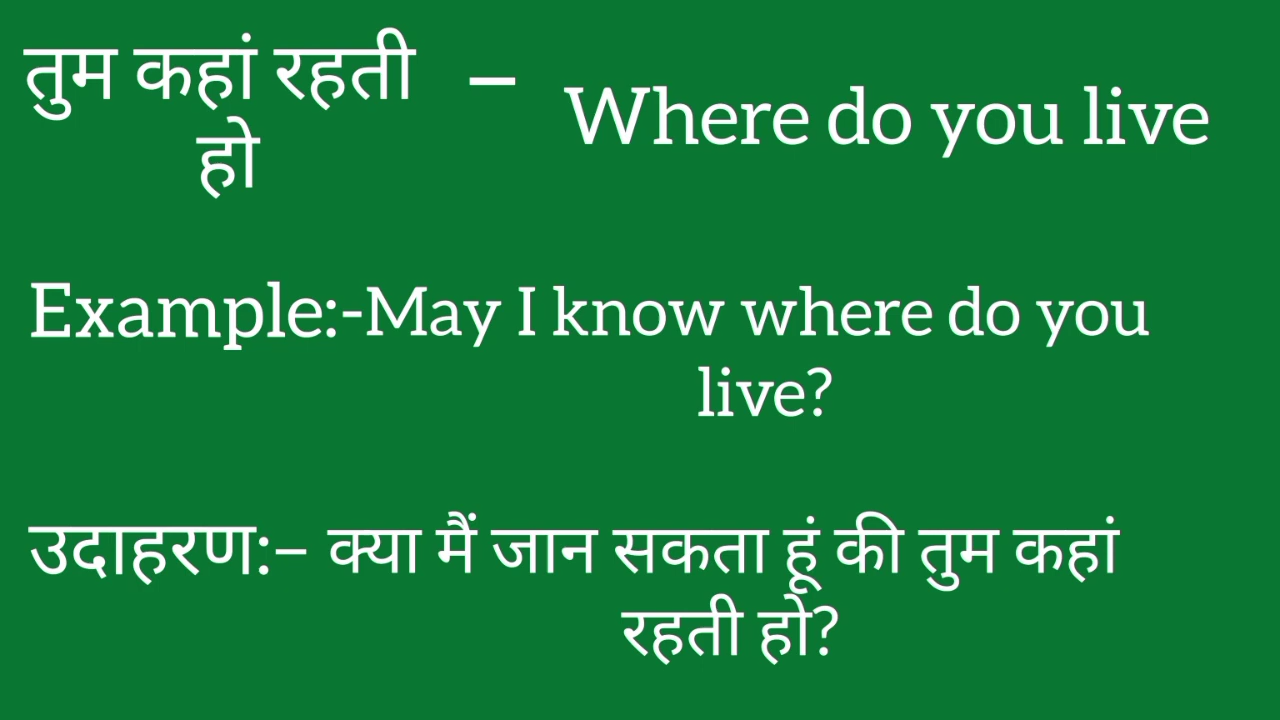 तुम कहां रहती – Where do you live
हो
Example:-May I know where do you
live?
उदाहरण:– क्या मैं जान सकता हूं की तुम कहां
रहती हो?